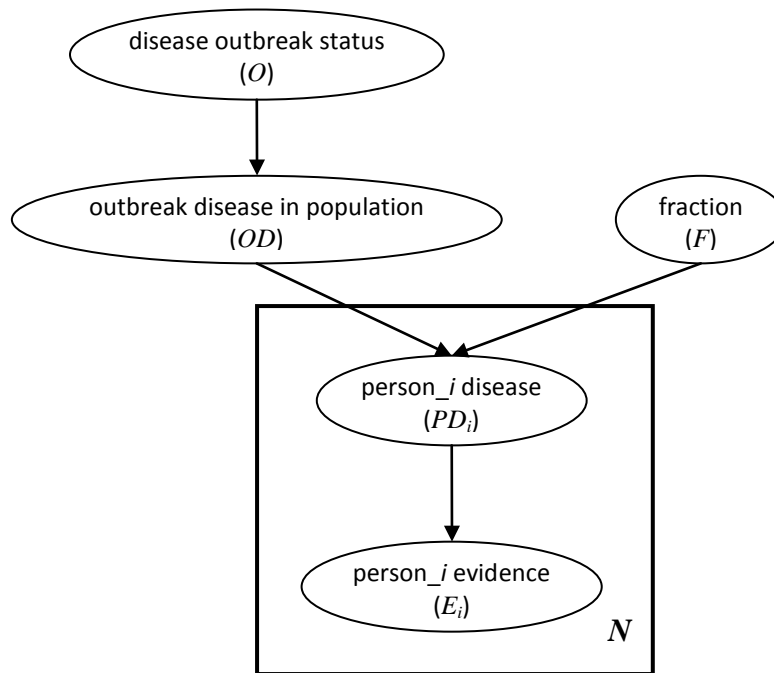 disease outbreak status
(O)
outbreak disease in population
(OD)
fraction
(F)
person_i disease
(PDi)
person_i evidence
(Ei)
N